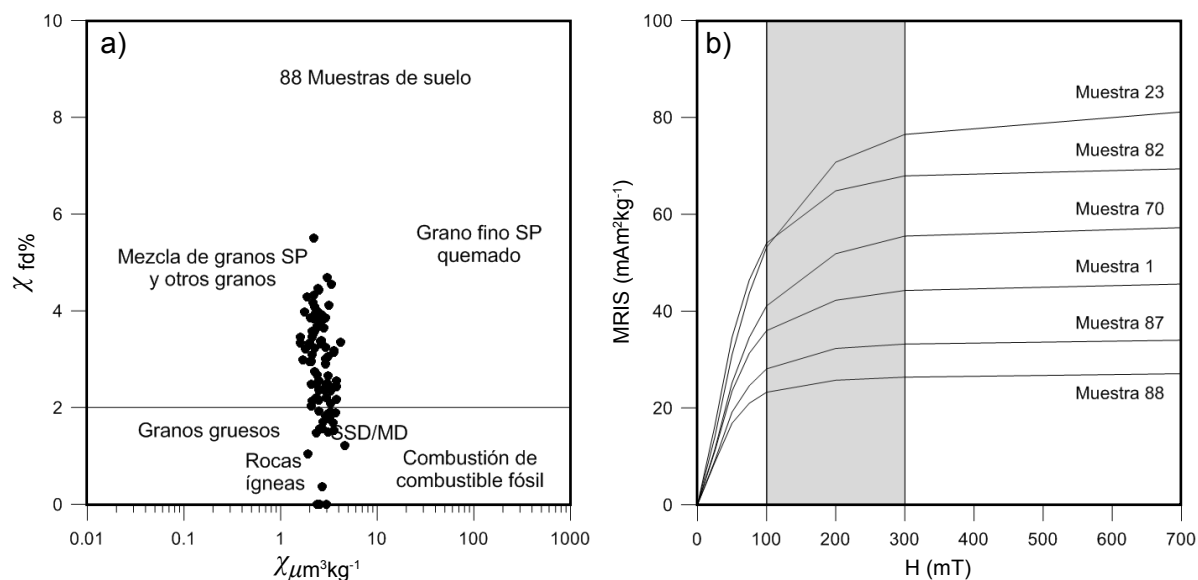 a)
88 Muestras de suelo
Mezcla de granos SP
y otros granos
Grano fino SP
quemado
Granos gruesos
SSD/MD
Rocas
ígneas
Combustión de
combustible fósil
10
8
6
4
2
0
χ fd%
0.01 0.1 1 10 100 1000
χμm³kg⁻¹
b)
Muestra 23
Muestra 82
Muestra 70
Muestra 1
Muestra 87
Muestra 88
100
80
60
40
20
0
MRIS (mAm²kg⁻¹)
0 100 200 300 400 500 600 700
H (mT)